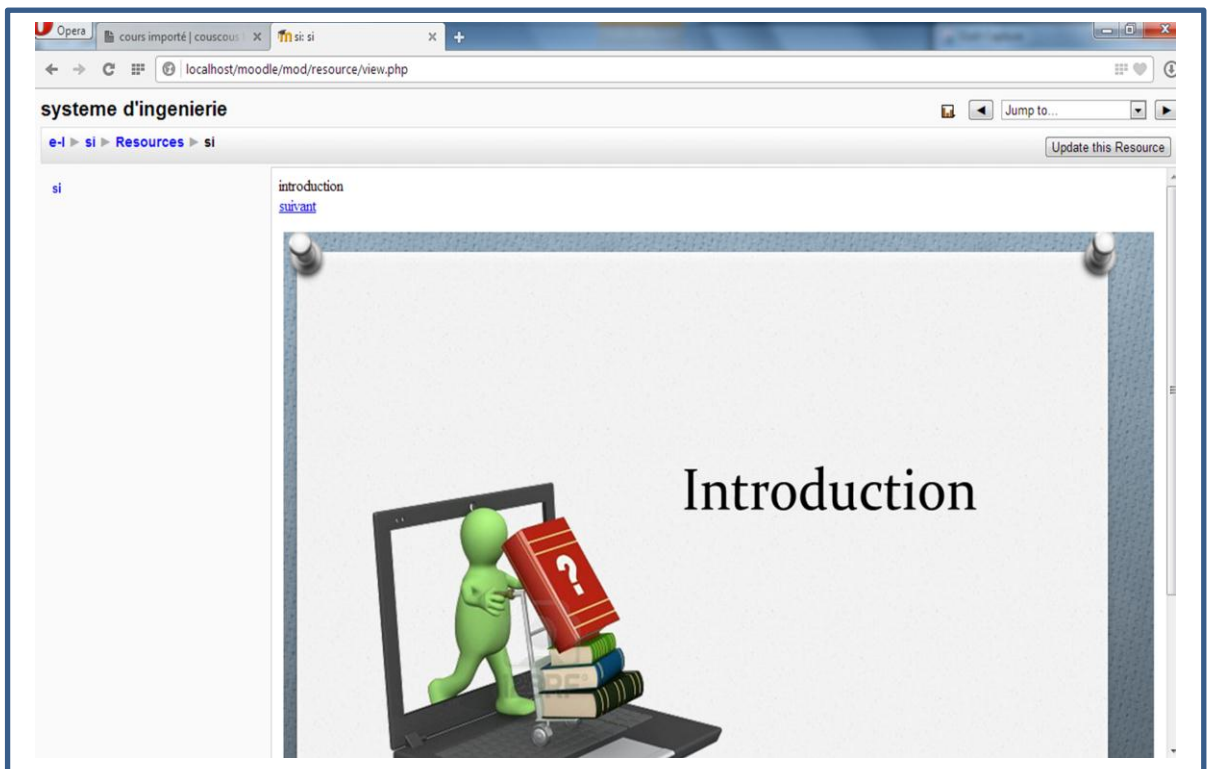 Opera
cours importé | couscous
si: si
localhost/moodle/mod/resource/view.php
systeme d'ingenierie
Jump to...
e-l ▶ si ▶ Resources ▶ si
Update this Resource
si
introduction
suivant
Introduction
?